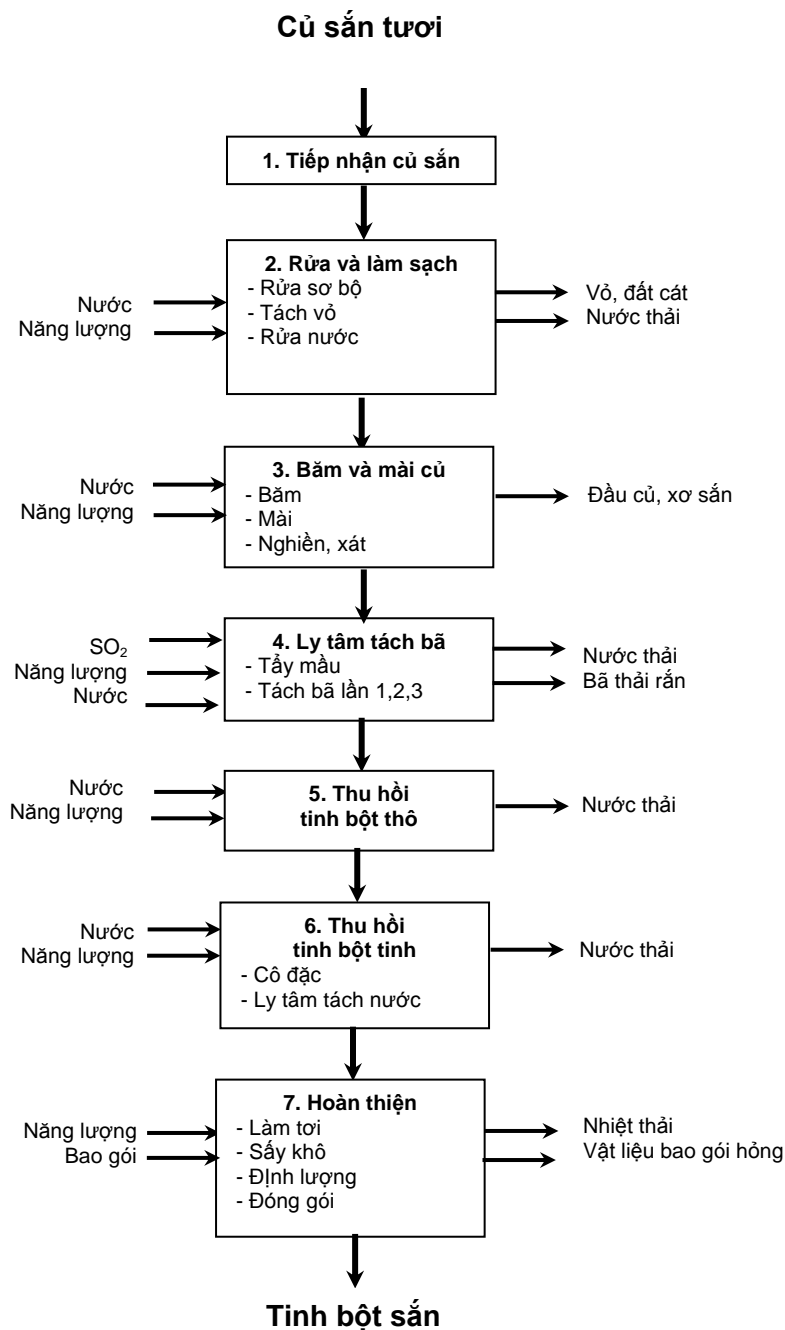 Củ sắn tươi
1. Tiếp nhận củ sắn
2. Rửa và làm sạch
- Rửa sơ bộ
- Tách vỏ
- Rửa nước
Nước
Năng lượng
Vỏ, đất cát
Nước thải
3. Băm và mài củ
- Băm
- Mài
- Nghiền, xát
Nước
Năng lượng
Đầu củ, xơ sắn
4. Ly tâm tách bã
- Tẩy mầu
- Tách bã lần 1,2,3
SO₂
Năng lượng
Nước
Nước thải
Bã thải rắn
5. Thu hồi
tinh bột thô
Nước
Năng lượng
Nước thải
6. Thu hồi
tinh bột tinh
- Cô đặc
- Ly tâm tách nước
Nước
Năng lượng
Nước thải
7. Hoàn thiện
- Làm tơi
- Sấy khô
- ĐỊnh lượng
- Đóng gói
Năng lượng
Bao gói
Nhiệt thải
Vật liệu bao gói hỏng
Tinh bột sắn